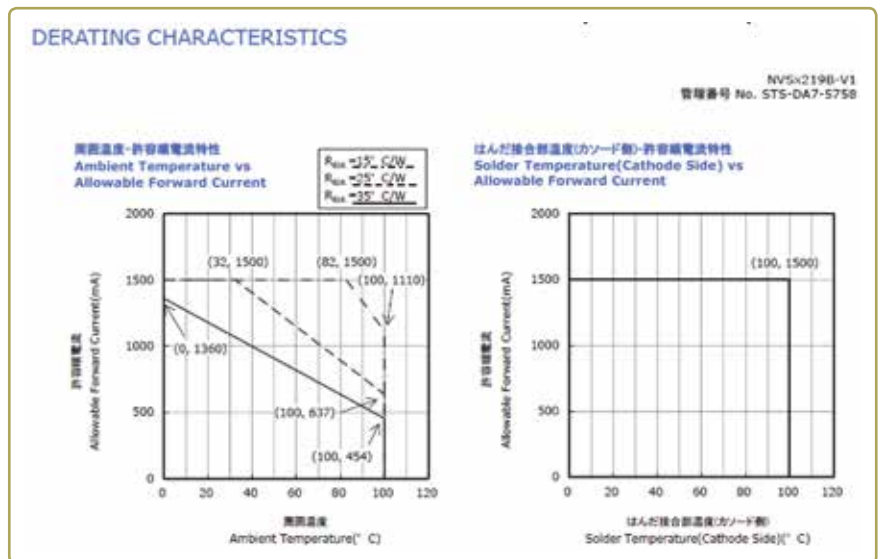 DERATING CHARACTERISTICS
NVSx219B-V1
管理番号 No. STS-DA7-5758
周囲温度-許容順電流特性
Ambient Temperature vs
Allowable Forward Current
RθJA =15° C/W
RθJA =25° C/W
RθJA =35° C/W
2000
1500
1000
500
0
(32, 1500)
(82, 1500)
(100, 1110)
(0, 1360)
(100, 637)
(100, 454)
許容順電流
Allowable Forward Current(mA)
0 20 40 60 80 100 120
周囲温度
Ambient Temperature(° C)
はんだ接合部温度(カソード側)-許容順電流特性
Solder Temperature(Cathode Side) vs
Allowable Forward Current
2000
1500
1000
500
0
(100, 1500)
許容順電流
Allowable Forward Current(mA)
0 20 40 60 80 100 120
はんだ接合部温度(カソード側)
Solder Temperature(Cathode Side)(° C)